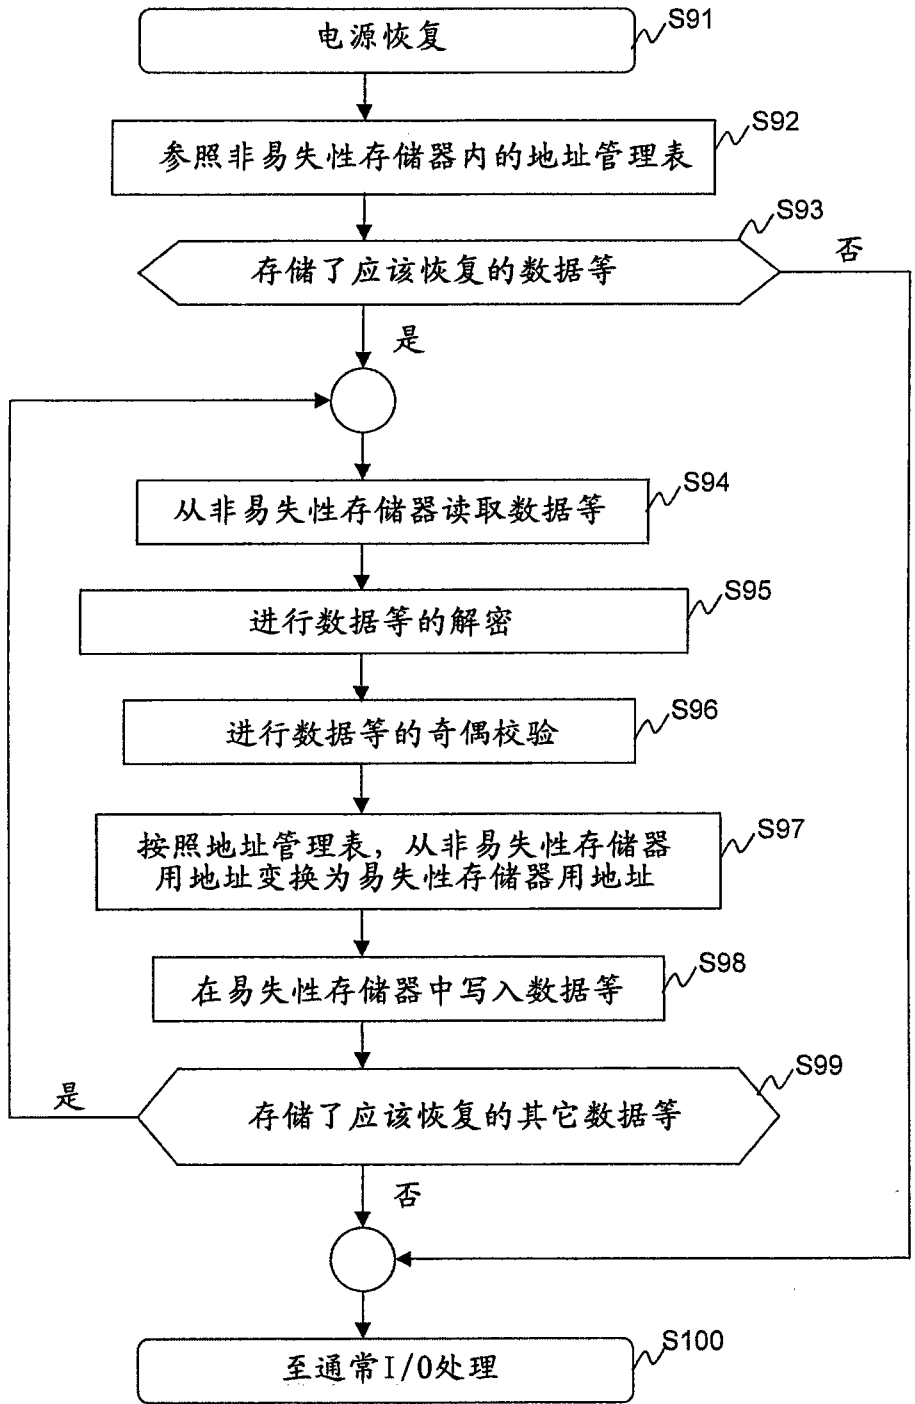 电源恢复
S91
参照非易失性存储器内的地址管理表
S92
存储了应该恢复的数据等
S93
否
是
从非易失性存储器读取数据等
S94
进行数据等的解密
S95
进行数据等的奇偶校验
S96
按照地址管理表，从非易失性存储器
用地址变换为易失性存储器用地址
S97
在易失性存储器中写入数据等
S98
存储了应该恢复的其它数据等
S99
是
否
至通常I/O处理
S100